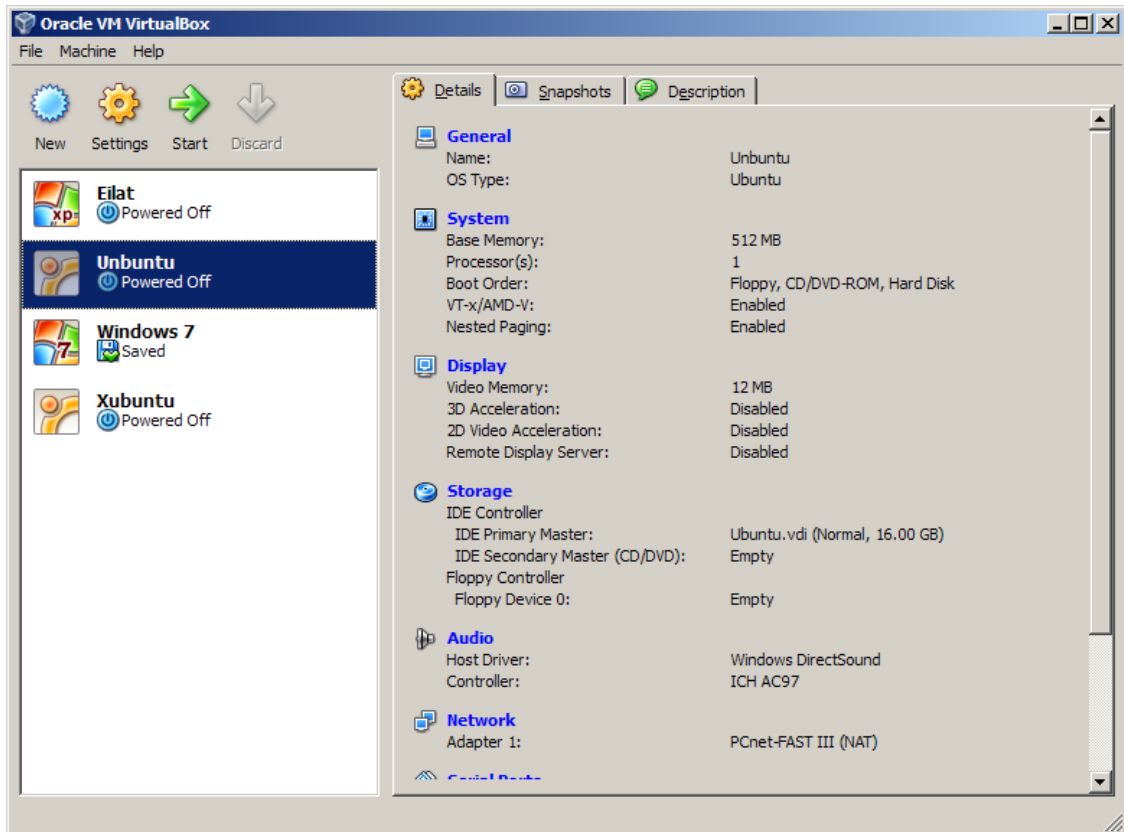 Oracle VM VirtualBox
File Machine Help
New Settings Start Discard
Eilat
Powered Off
Unbuntu
Powered Off
Windows 7
Saved
Xubuntu
Powered Off
Details Snapshots Description
General
Name: Unbuntu
OS Type: Ubuntu
System
Base Memory: 512 MB
Processor(s): 1
Boot Order: Floppy, CD/DVD-ROM, Hard Disk
VT-x/AMD-V: Enabled
Nested Paging: Enabled
Display
Video Memory: 12 MB
3D Acceleration: Disabled
2D Video Acceleration: Disabled
Remote Display Server: Disabled
Storage
IDE Controller
IDE Primary Master: Ubuntu.vdi (Normal, 16.00 GB)
IDE Secondary Master (CD/DVD): Empty
Floppy Controller
Floppy Device 0: Empty
Audio
Host Driver: Windows DirectSound
Controller: ICH AC97
Network
Adapter 1: PCnet-FAST III (NAT)
Serial Ports